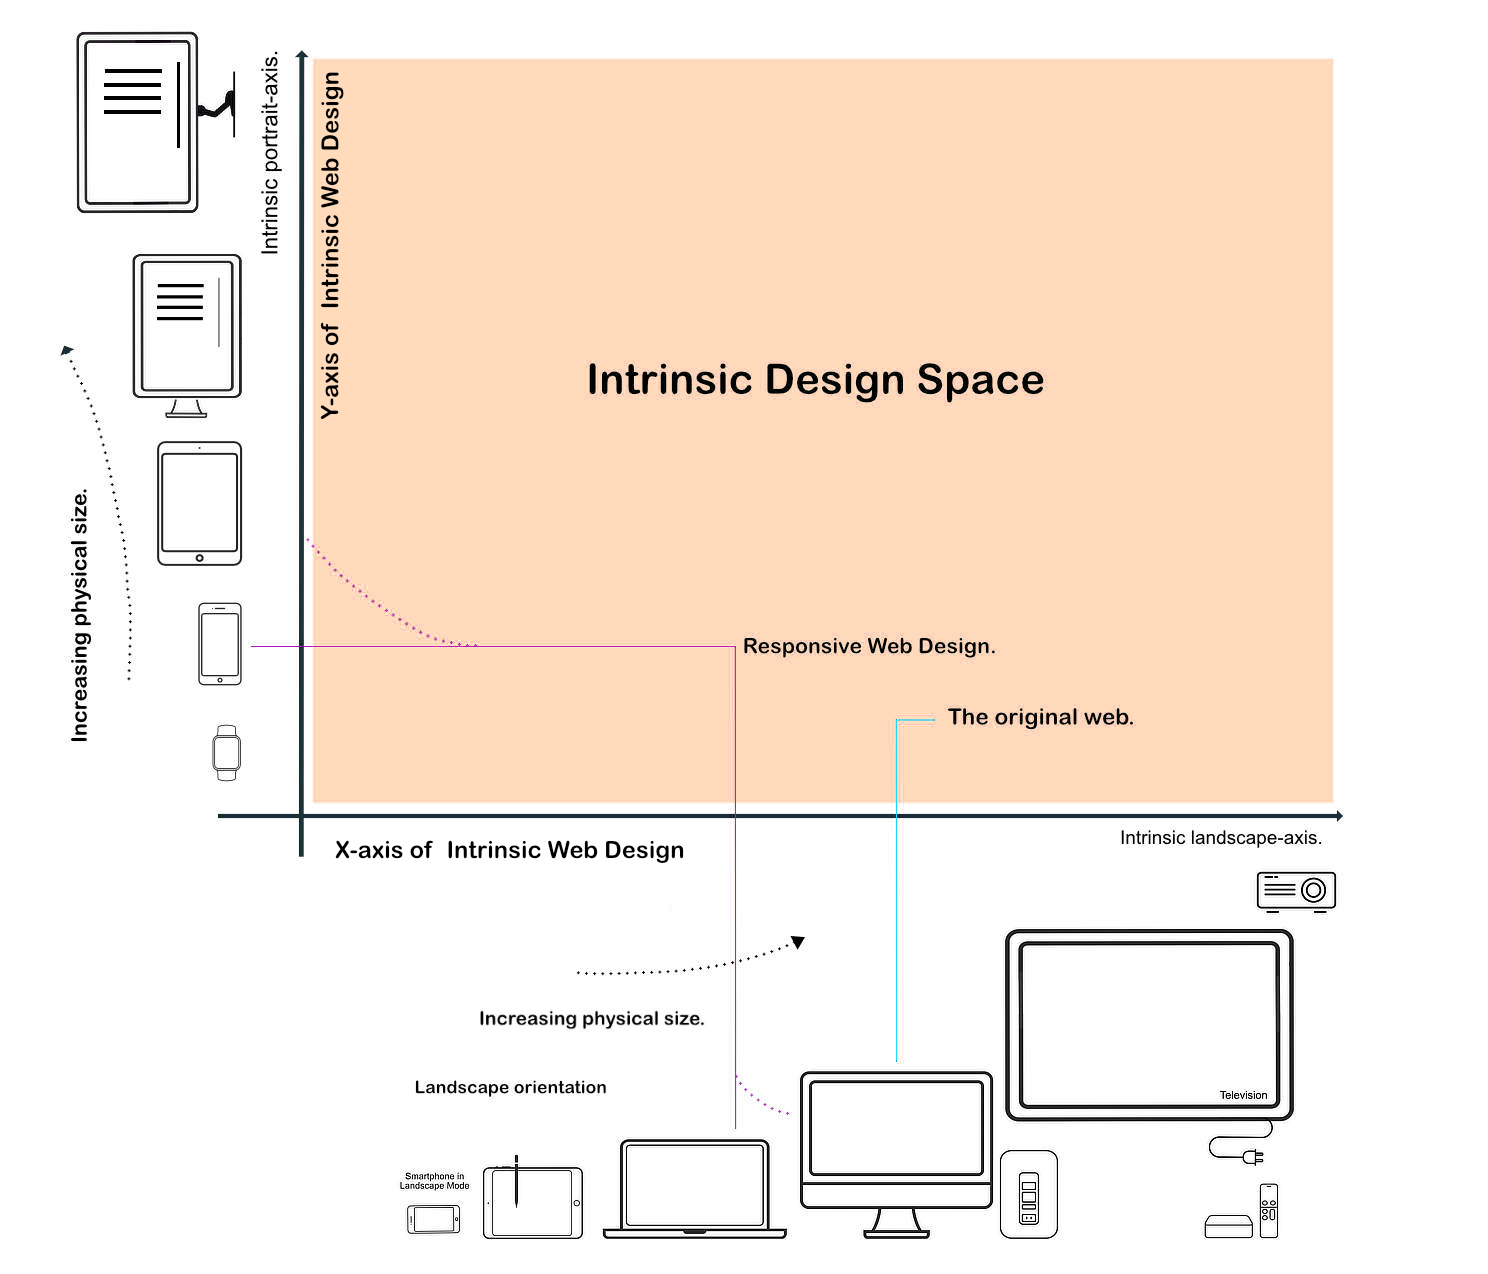 Intrinsic portrait-axis.
Y-axis of Intrinsic Web Design
Intrinsic Design Space
Increasing physical size.
Responsive Web Design.
The original web.
Intrinsic landscape-axis.
X-axis of Intrinsic Web Design
Increasing physical size.
Landscape orientation
Television
Smartphone in
Landscape Mode